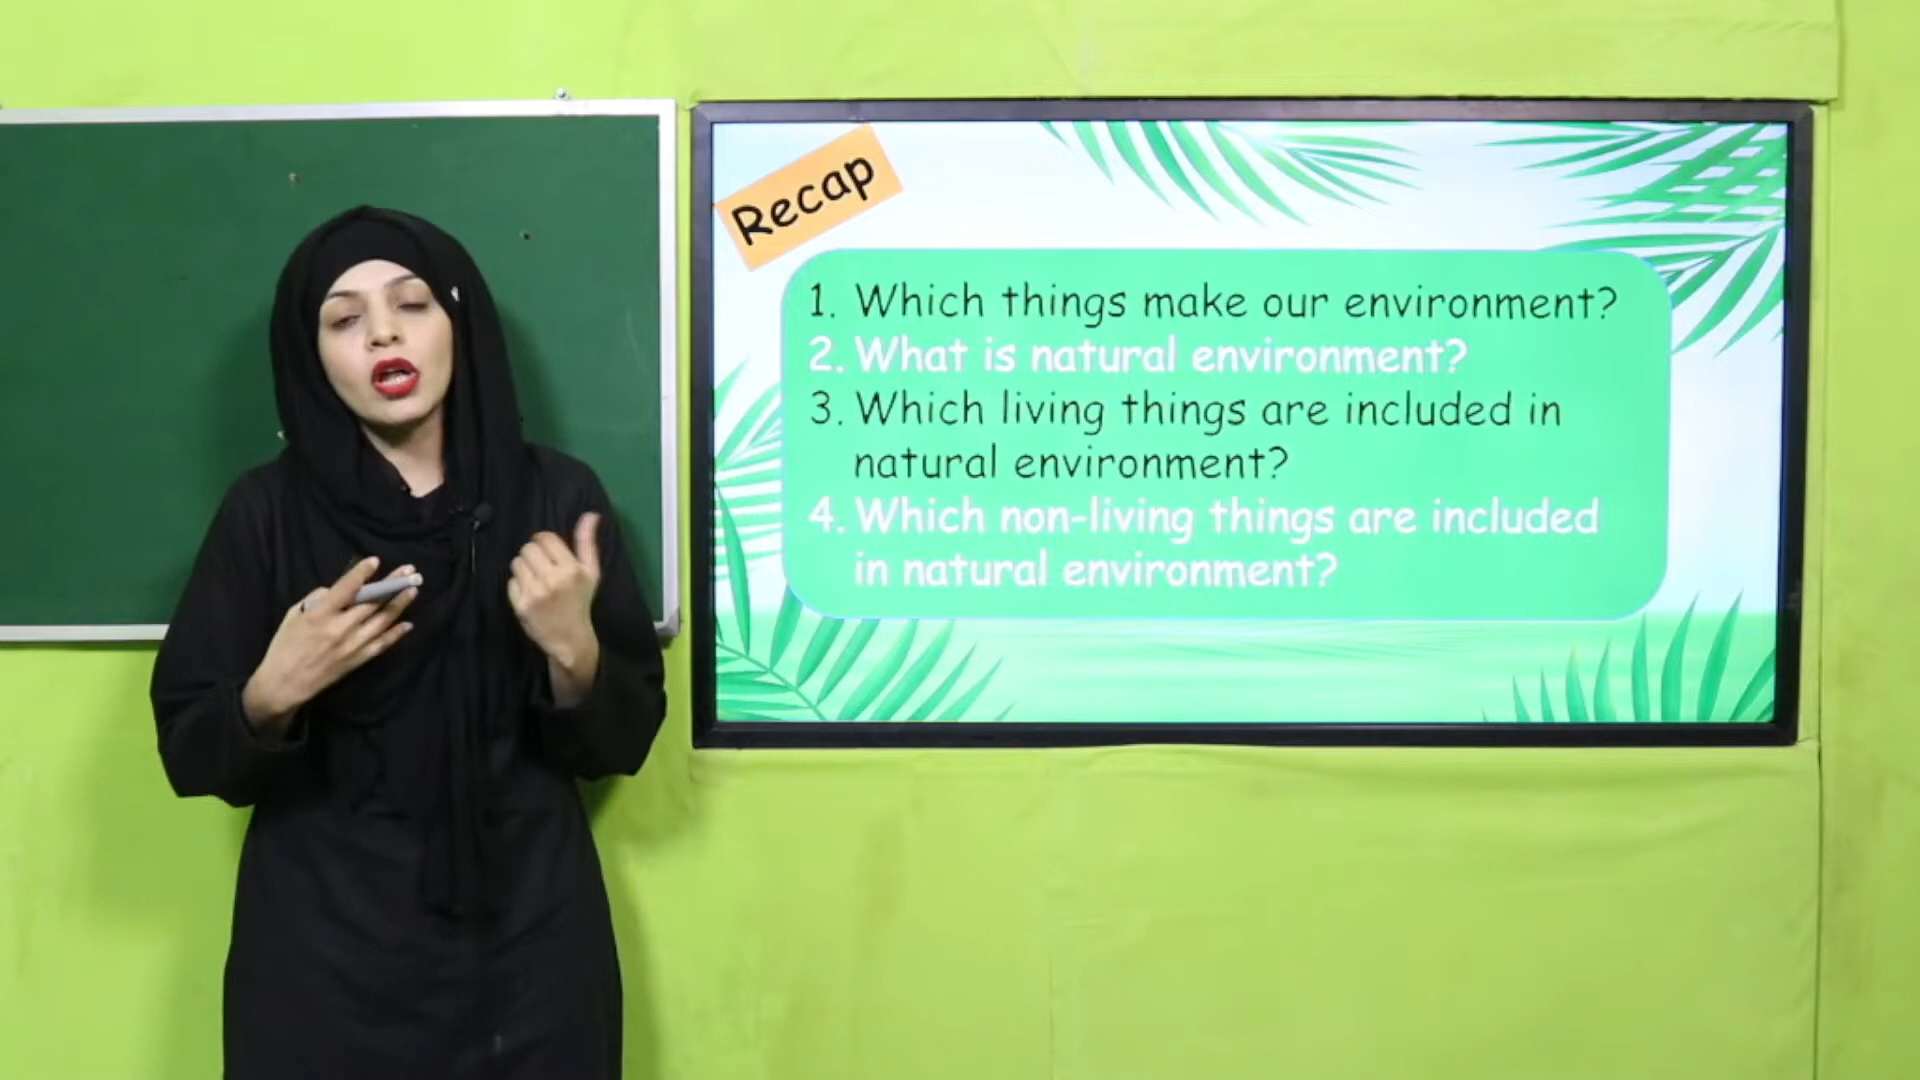 Recap
1. Which things make our environment?
2. What is natural environment?
3. Which living things are included in
natural environment?
4. Which non-living things are included
in natural environment?